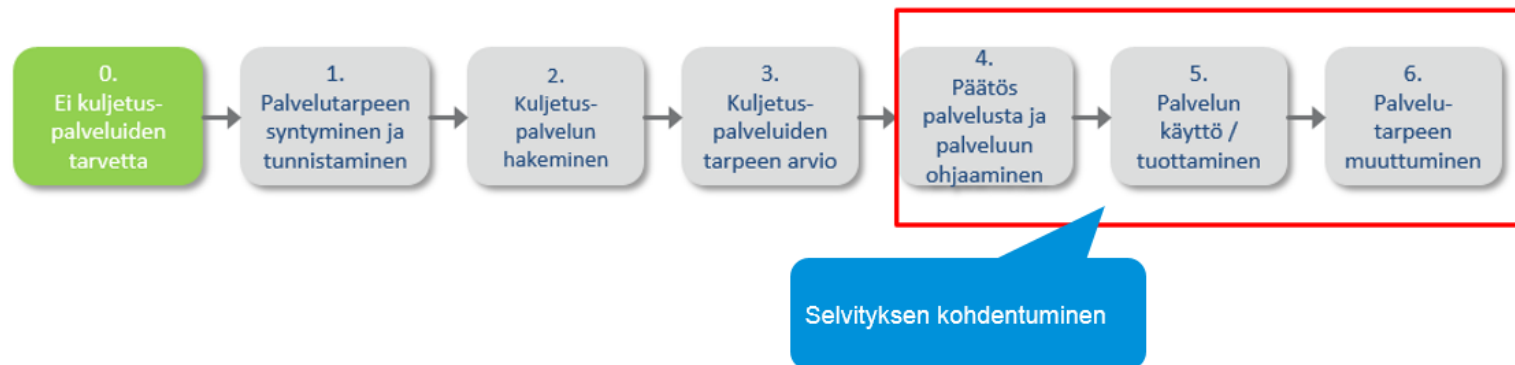 0.
Ei kuljetus-
palveluiden
tarvetta
1.
Palvelutarpeen
syntyminen ja
tunnistaminen
2.
Kuljetus-
palvelun
hakeminen
3.
Kuljetus-
palveluiden
tarpeen arvio
4.
Päätös
palvelusta ja
palveluun
ohjaaminen
5.
Palvelun
käyttö /
tuottaminen
6.
Palvelu-
tarpeen
muuttuminen
Selvityksen kohdentuminen